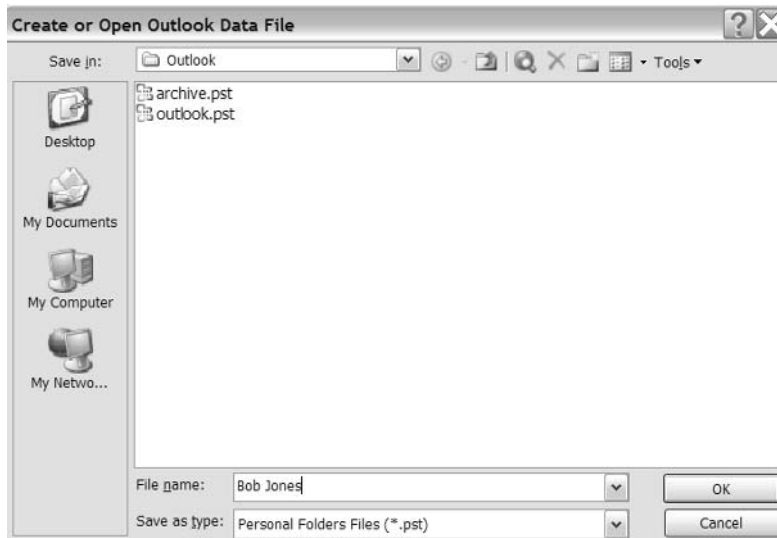 Create or Open Outlook Data File
Save in: Outlook Tools
archive.pst
outlook.pst
Desktop
My Documents
My Computer
My Netwo...
File name: Bob Jones OK
Save as type: Personal Folders Files (*.pst) Cancel